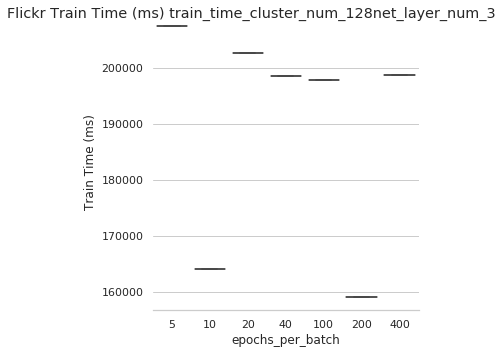 Flickr Train Time (ms) train_time_cluster_num_128net_layer_num_3
Train Time (ms)
200000
190000
180000
170000
160000
5 10 20 40 100 200 400
epochs_per_batch